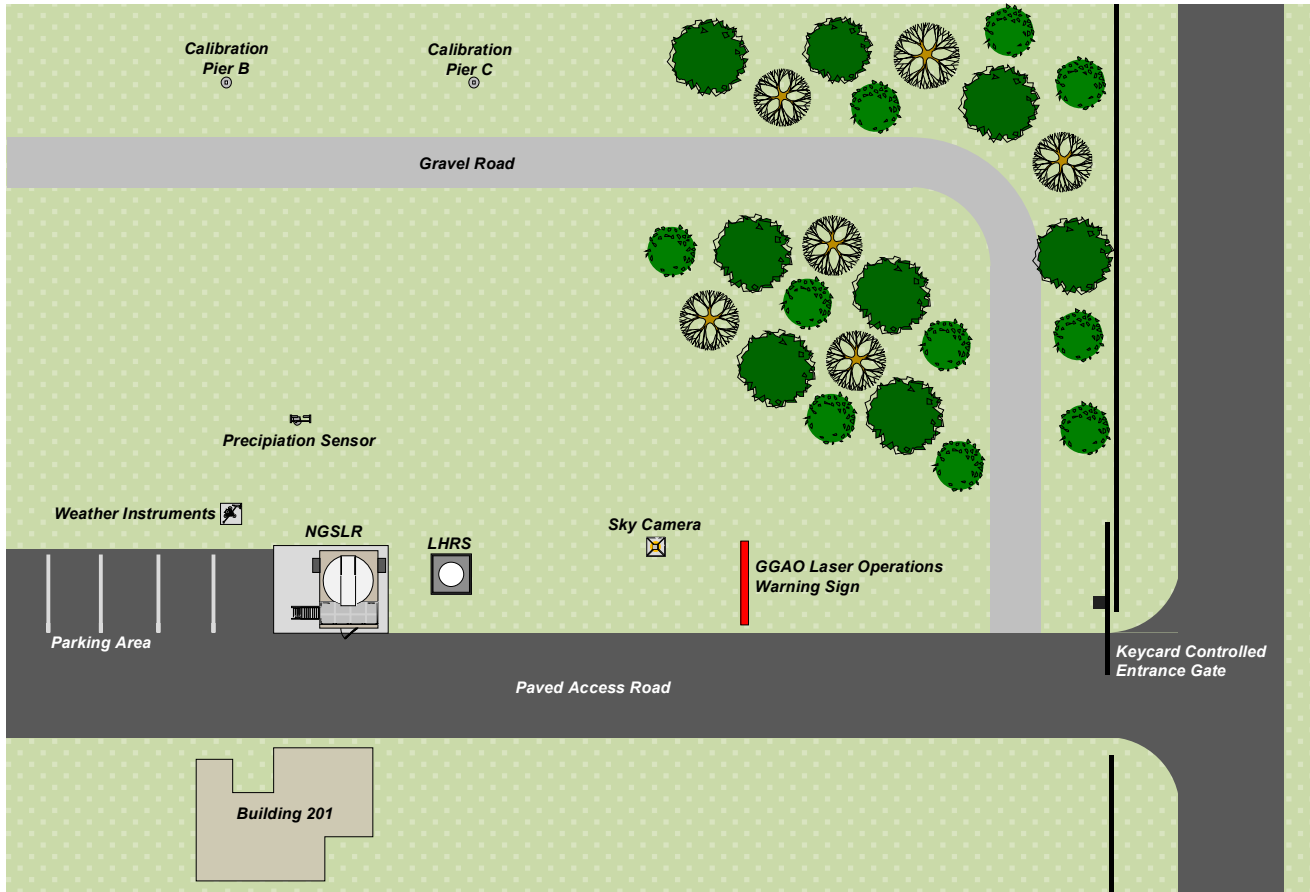 Calibration
Pier B
Calibration
Pier C
Gravel Road
Precipiation Sensor
Weather Instruments
NGSLR
LHRS
Sky Camera
GGAO Laser Operations
Warning Sign
Parking Area
Keycard Controlled
Entrance Gate
Paved Access Road
Building 201